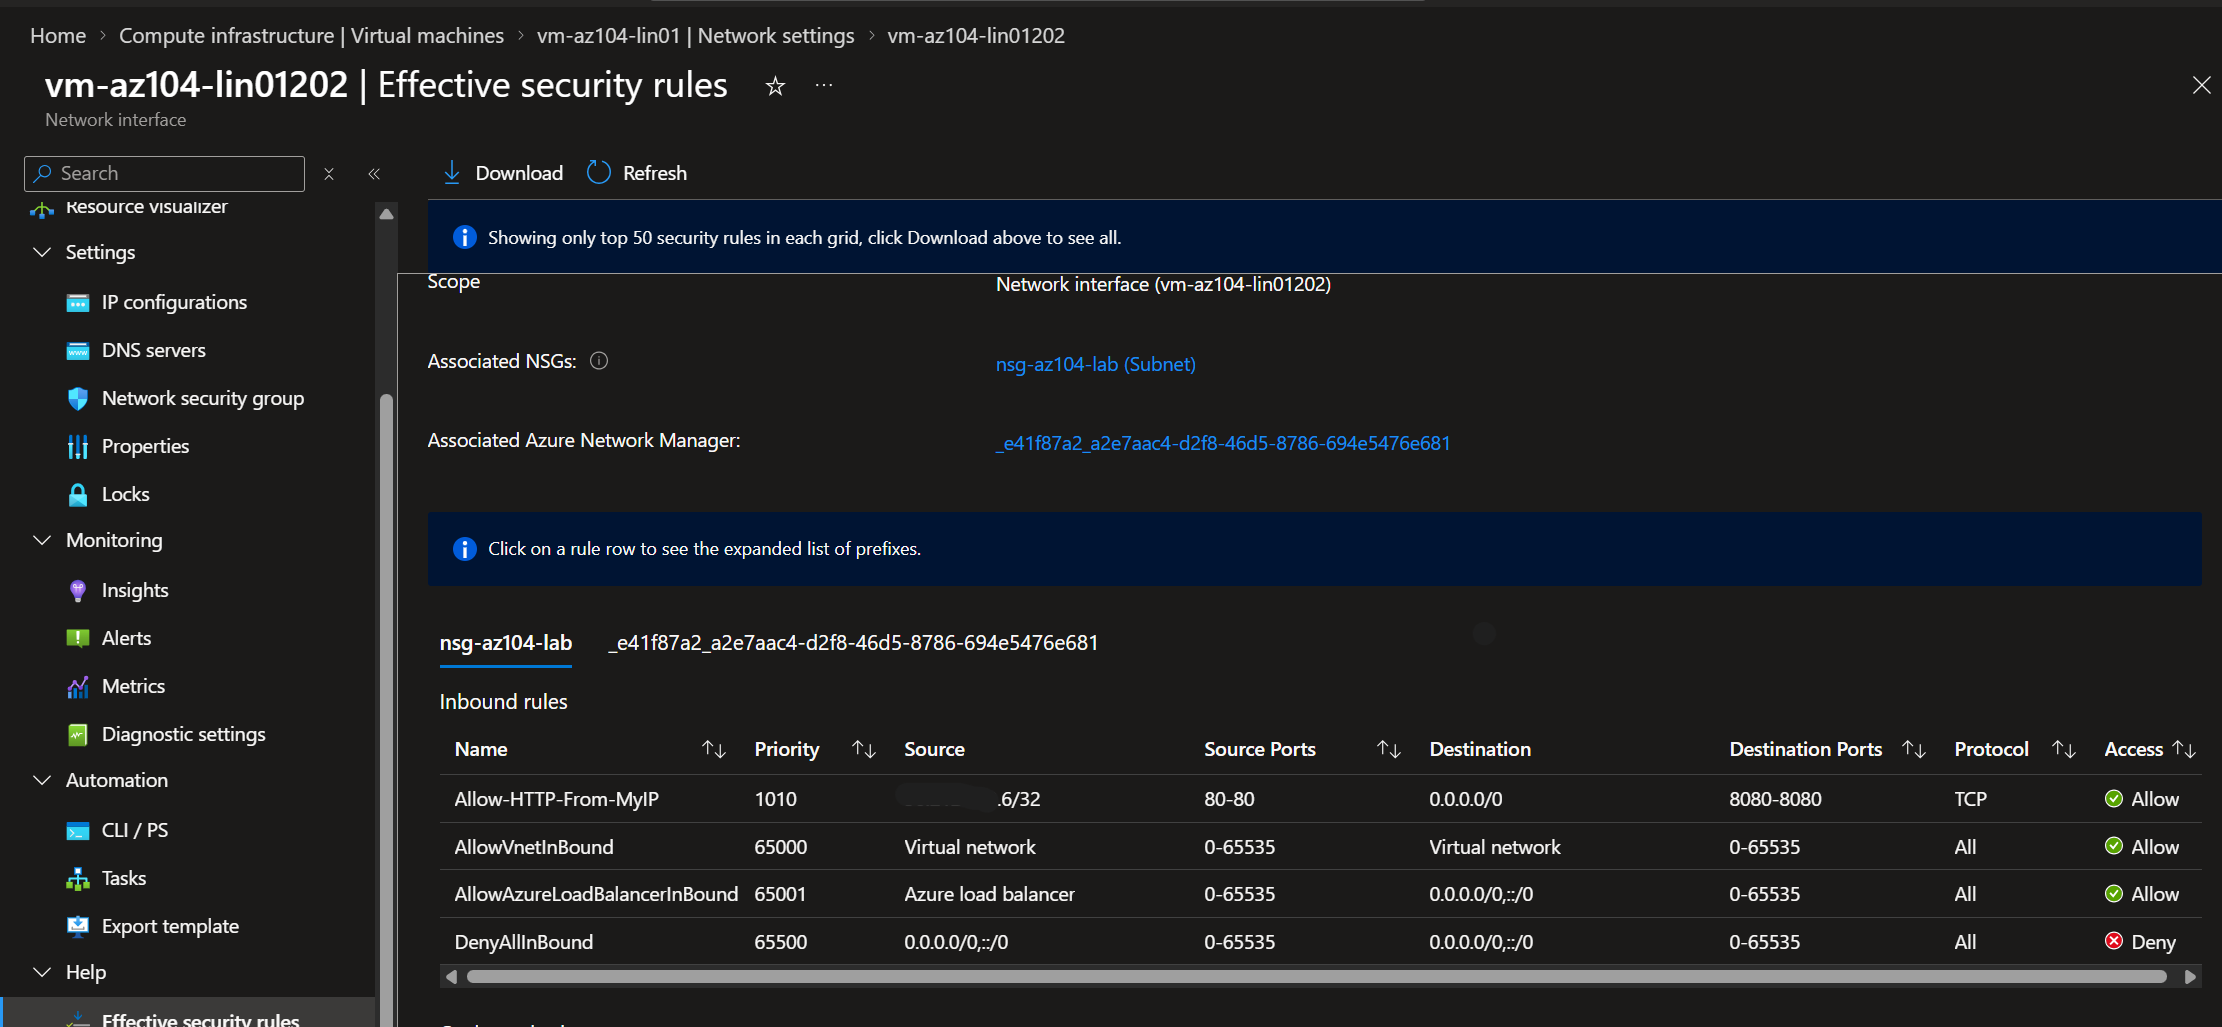 Home > Compute infrastructure | Virtual machines > vm-az104-lin01 | Network settings > vm-az104-lin01202
vm-az104-lin01202 | Effective security rules
Network interface
Search
Download Refresh
Resource visualizer
Settings
IP configurations
DNS servers
Network security group
Properties
Locks
Monitoring
Insights
Alerts
Metrics
Diagnostic settings
Automation
CLI / PS
Tasks
Export template
Help
Effective security rules
Showing only top 50 security rules in each grid, click Download above to see all.
Scope Network interface (vm-az104-lin01202)
Associated NSGs: nsg-az104-lab (Subnet)
Associated Azure Network Manager: _e41f87a2_a2e7aac4-d2f8-46d5-8786-694e5476e681
Click on a rule row to see the expanded list of prefixes.
nsg-az104-lab _e41f87a2_a2e7aac4-d2f8-46d5-8786-694e5476e681
Inbound rules
Name Priority Source Source Ports Destination Destination Ports Protocol Access
Allow-HTTP-From-MyIP 1010 .6/32 80-80 0.0.0.0/0 8080-8080 TCP Allow
AllowVnetInBound 65000 Virtual network 0-65535 Virtual network 0-65535 All Allow
AllowAzureLoadBalancerInBound 65001 Azure load balancer 0-65535 0.0.0.0/0,::/0 0-65535 All Allow
DenyAllInBound 65500 0.0.0.0/0,::/0 0-65535 0.0.0.0/0,::/0 0-65535 All Deny